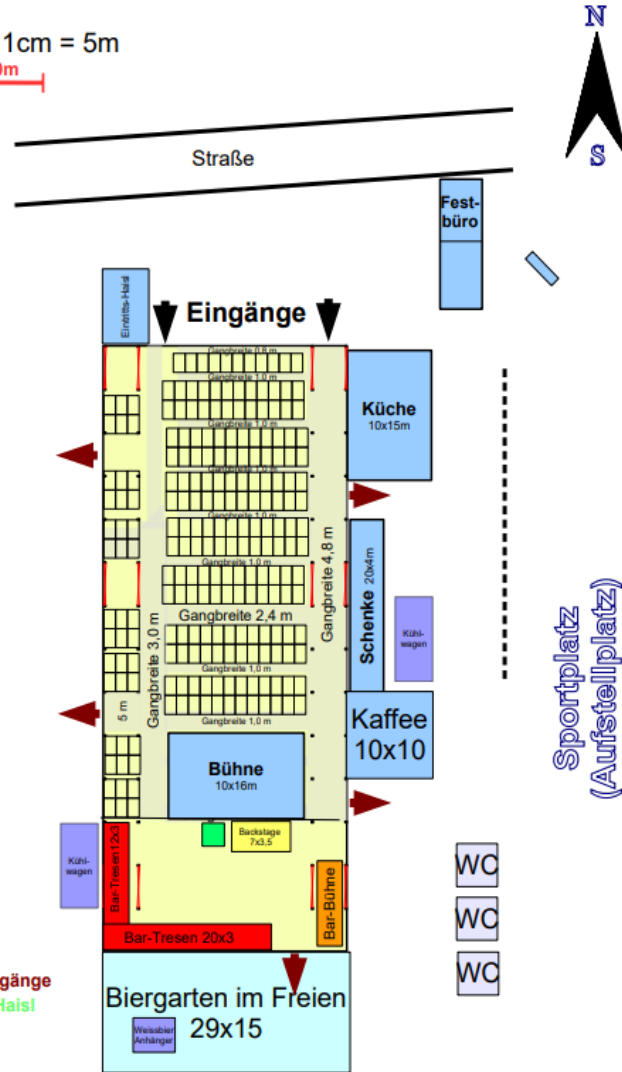 1cm = 5m
N
S
Straße
Fest-
büro
Eintritts-Haisl
Eingänge
Gangbreite 0,8 m
Gangbreite 1,0 m
Gangbreite 1,0 m
Gangbreite 1,0 m
Gangbreite 1,0 m
Gangbreite 1,0 m
Gangbreite 2,4 m
Gangbreite 1,0 m
Gangbreite 1,0 m
Gangbreite 3,0 m
Gangbreite 4,8 m
5 m
Küche
10x15m
Schenke 20x4m
Kühl-
wagen
Kaffee
10x10
Sportplatz
(Aufstellplatz)
Bühne
10x16m
Backstage
7x3,5
Kühl-
wagen
Bar-Tresen12x3
Bar-Tresen 20x3
Bar-Bühne
WC
WC
WC
gänge
Haisl
Biergarten im Freien
29x15
Weissbier
Anhänger